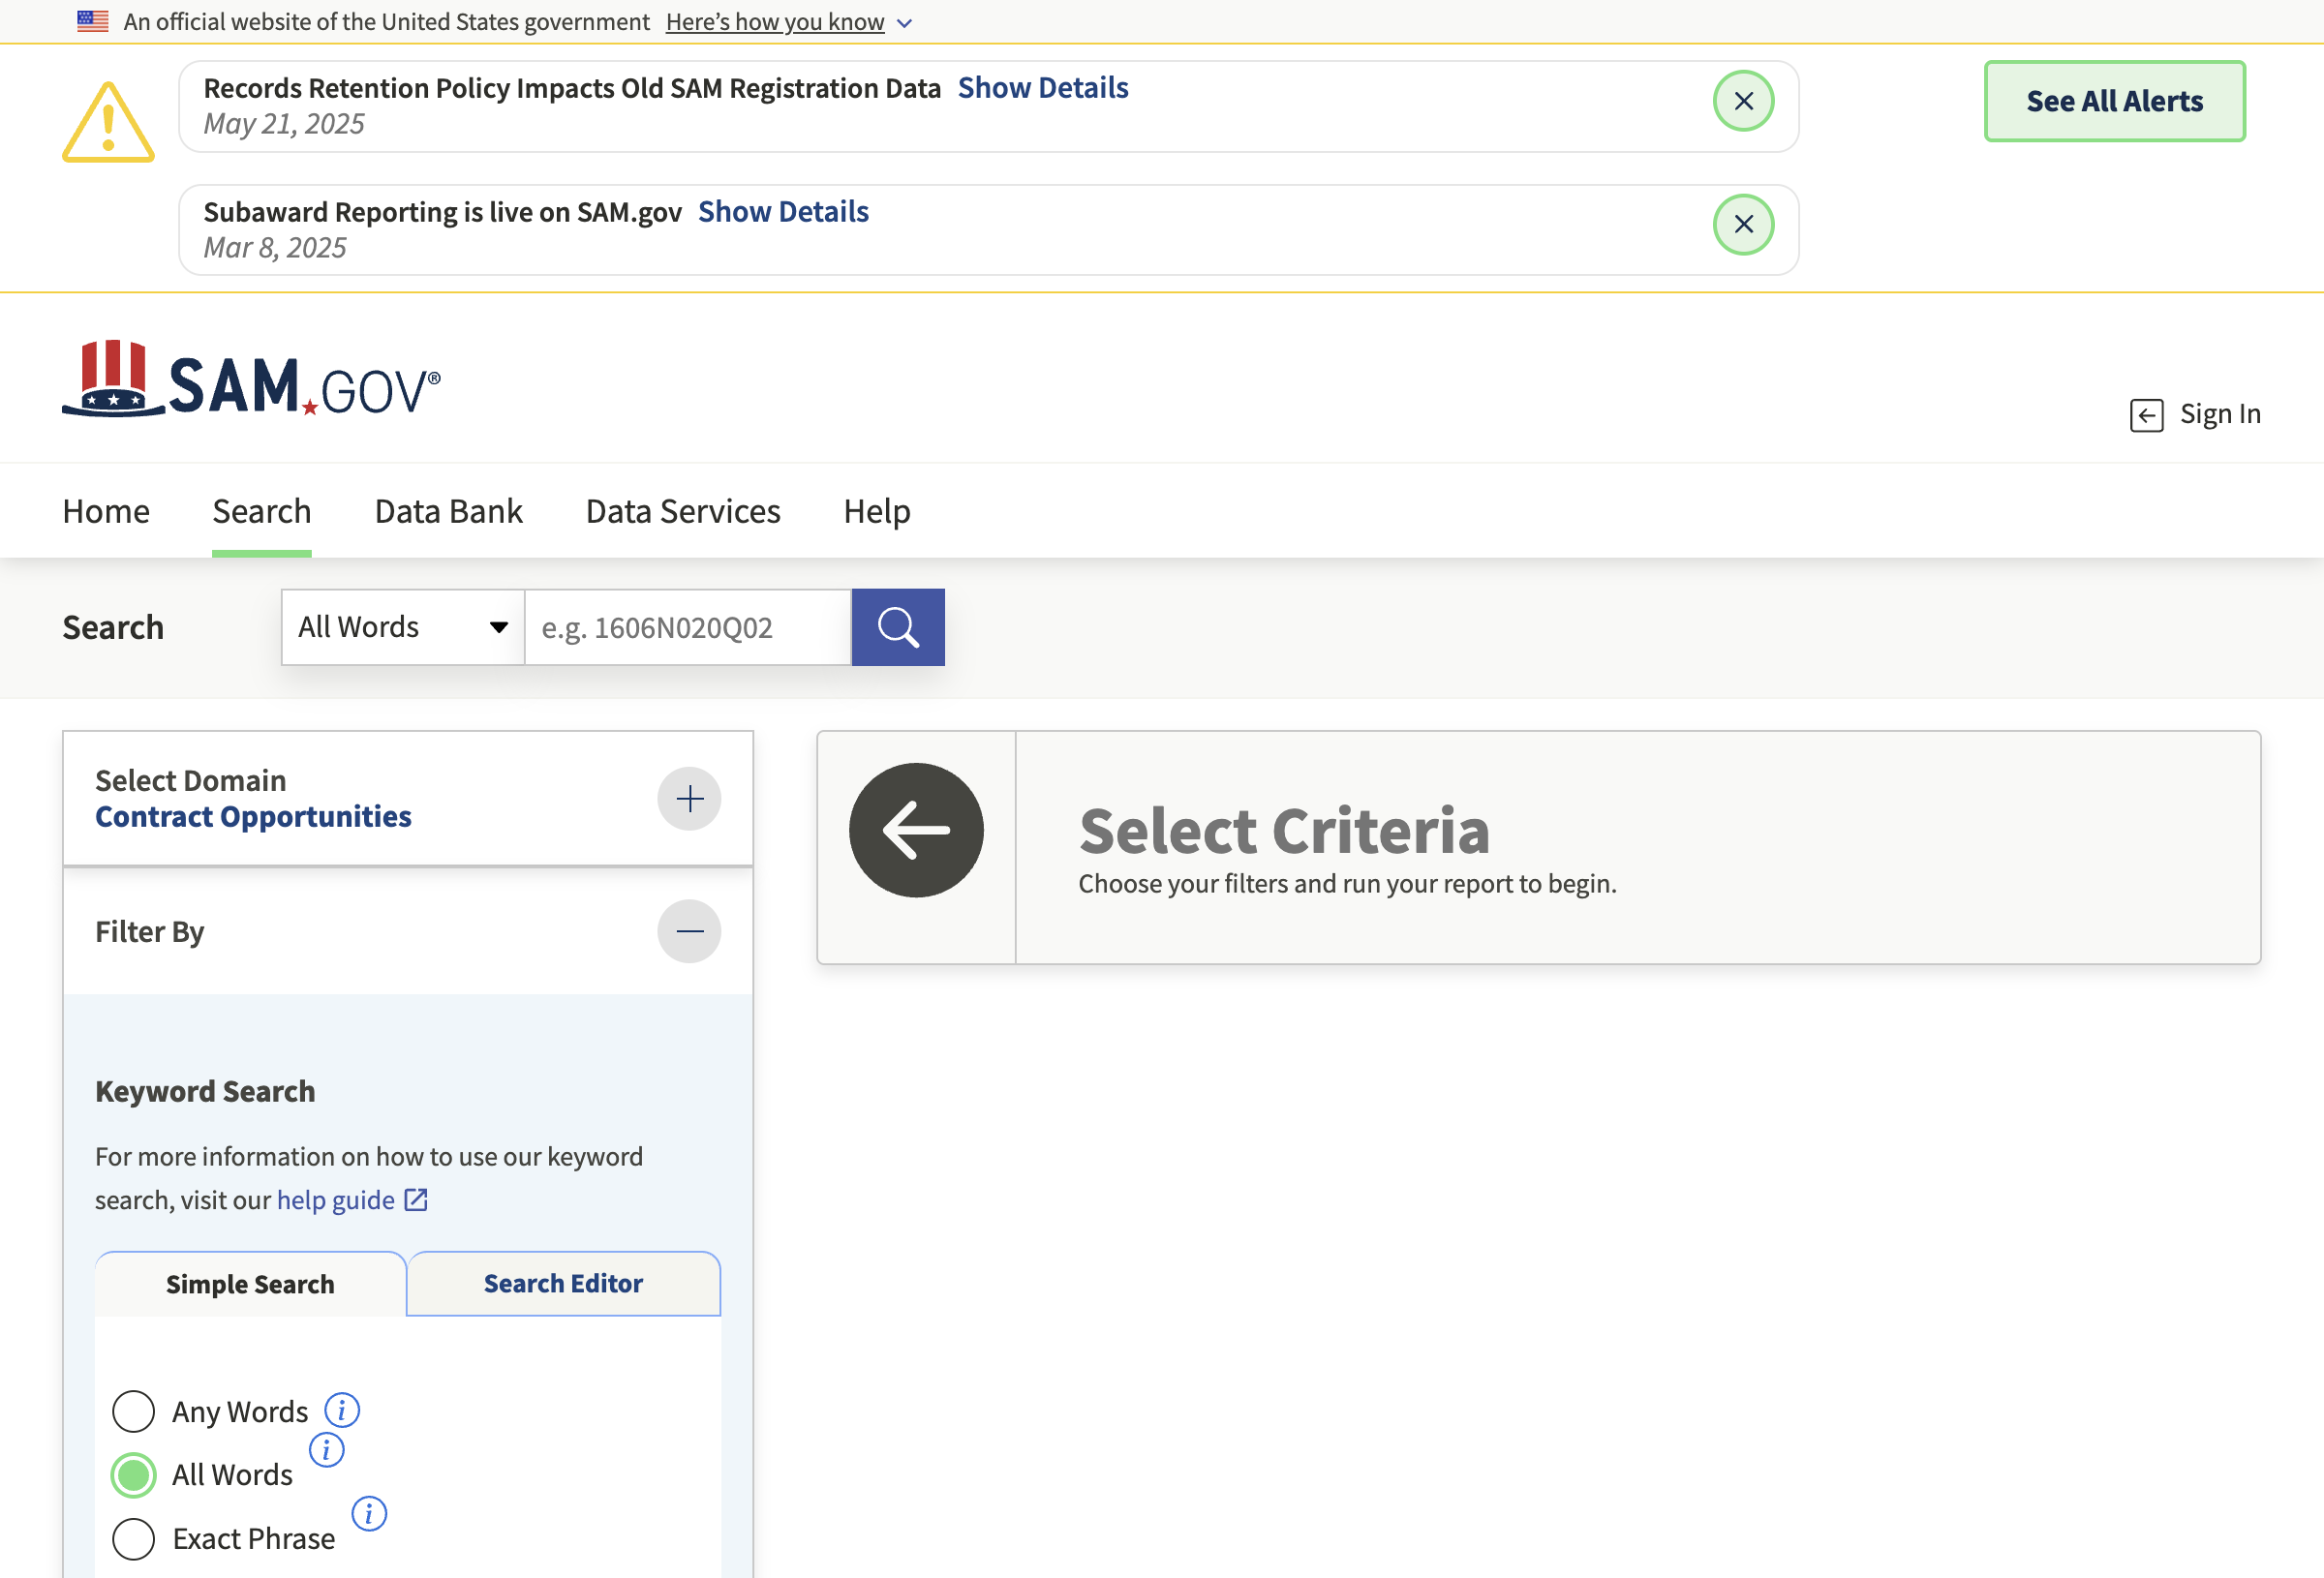 An official website of the United States government Here's how you know
Records Retention Policy Impacts Old SAM Registration Data Show Details
May 21, 2025
See All Alerts
Subaward Reporting is live on SAM.gov Show Details
Mar 8, 2025
SAM.GOV®
Sign In
Home Search Data Bank Data Services Help
Search All Words e.g. 1606N020Q02
Select Domain
Contract Opportunities
Filter By
Keyword Search
For more information on how to use our keyword
search, visit our help guide
Simple Search Search Editor
Any Words i
All Words i
Exact Phrase i
Select Criteria
Choose your filters and run your report to begin.